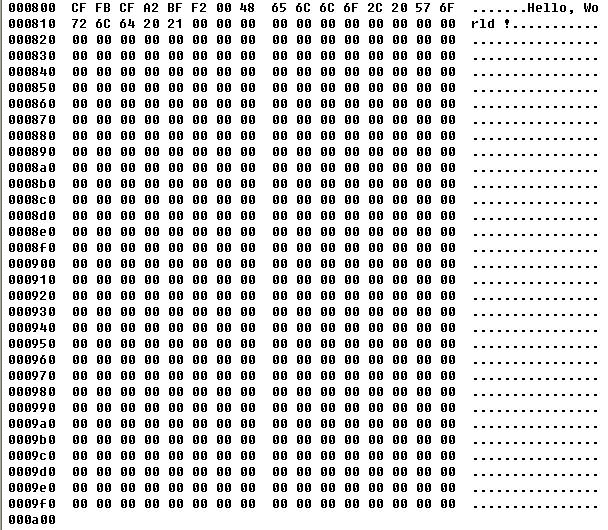 000800 CF FB CF A2 BF F2 00 48 65 6C 6C 6F 2C 20 57 6F .......Hello, Wo
000810 72 6C 64 20 21 00 00 00 00 00 00 00 00 00 00 00 rld !...........
000820 00 00 00 00 00 00 00 00 00 00 00 00 00 00 00 00 ................
000830 00 00 00 00 00 00 00 00 00 00 00 00 00 00 00 00 ................
000840 00 00 00 00 00 00 00 00 00 00 00 00 00 00 00 00 ................
000850 00 00 00 00 00 00 00 00 00 00 00 00 00 00 00 00 ................
000860 00 00 00 00 00 00 00 00 00 00 00 00 00 00 00 00 ................
000870 00 00 00 00 00 00 00 00 00 00 00 00 00 00 00 00 ................
000880 00 00 00 00 00 00 00 00 00 00 00 00 00 00 00 00 ................
000890 00 00 00 00 00 00 00 00 00 00 00 00 00 00 00 00 ................
0008a0 00 00 00 00 00 00 00 00 00 00 00 00 00 00 00 00 ................
0008b0 00 00 00 00 00 00 00 00 00 00 00 00 00 00 00 00 ................
0008c0 00 00 00 00 00 00 00 00 00 00 00 00 00 00 00 00 ................
0008d0 00 00 00 00 00 00 00 00 00 00 00 00 00 00 00 00 ................
0008e0 00 00 00 00 00 00 00 00 00 00 00 00 00 00 00 00 ................
0008f0 00 00 00 00 00 00 00 00 00 00 00 00 00 00 00 00 ................
000900 00 00 00 00 00 00 00 00 00 00 00 00 00 00 00 00 ................
000910 00 00 00 00 00 00 00 00 00 00 00 00 00 00 00 00 ................
000920 00 00 00 00 00 00 00 00 00 00 00 00 00 00 00 00 ................
000930 00 00 00 00 00 00 00 00 00 00 00 00 00 00 00 00 ................
000940 00 00 00 00 00 00 00 00 00 00 00 00 00 00 00 00 ................
000950 00 00 00 00 00 00 00 00 00 00 00 00 00 00 00 00 ................
000960 00 00 00 00 00 00 00 00 00 00 00 00 00 00 00 00 ................
000970 00 00 00 00 00 00 00 00 00 00 00 00 00 00 00 00 ................
000980 00 00 00 00 00 00 00 00 00 00 00 00 00 00 00 00 ................
000990 00 00 00 00 00 00 00 00 00 00 00 00 00 00 00 00 ................
0009a0 00 00 00 00 00 00 00 00 00 00 00 00 00 00 00 00 ................
0009b0 00 00 00 00 00 00 00 00 00 00 00 00 00 00 00 00 ................
0009c0 00 00 00 00 00 00 00 00 00 00 00 00 00 00 00 00 ................
0009d0 00 00 00 00 00 00 00 00 00 00 00 00 00 00 00 00 ................
0009e0 00 00 00 00 00 00 00 00 00 00 00 00 00 00 00 00 ................
0009f0 00 00 00 00 00 00 00 00 00 00 00 00 00 00 00 00 ................
000a00